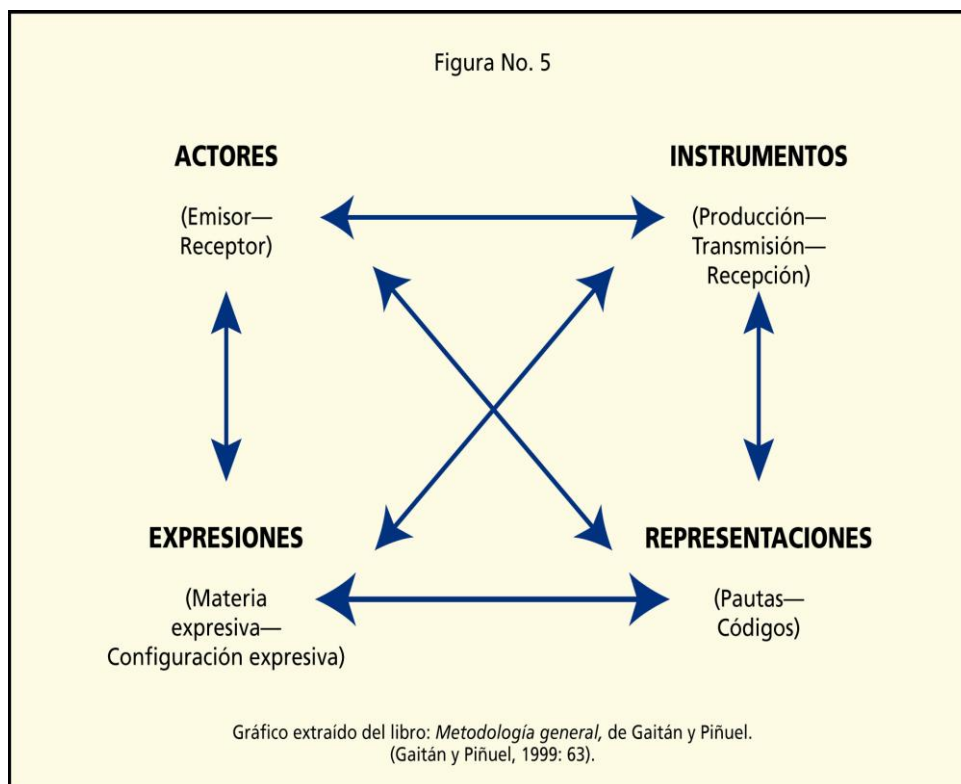 Figura No. 5
ACTORES
(Emisor—
Receptor)
INSTRUMENTOS
(Producción—
Transmisión—
Recepción)
EXPRESIONES
(Materia
expresiva—
Configuración expresiva)
REPRESENTACIONES
(Pautas—
Códigos)
Gráfico extraído del libro: Metodología general, de Gaitán y Piñuel.
(Gaitán y Piñuel, 1999: 63).